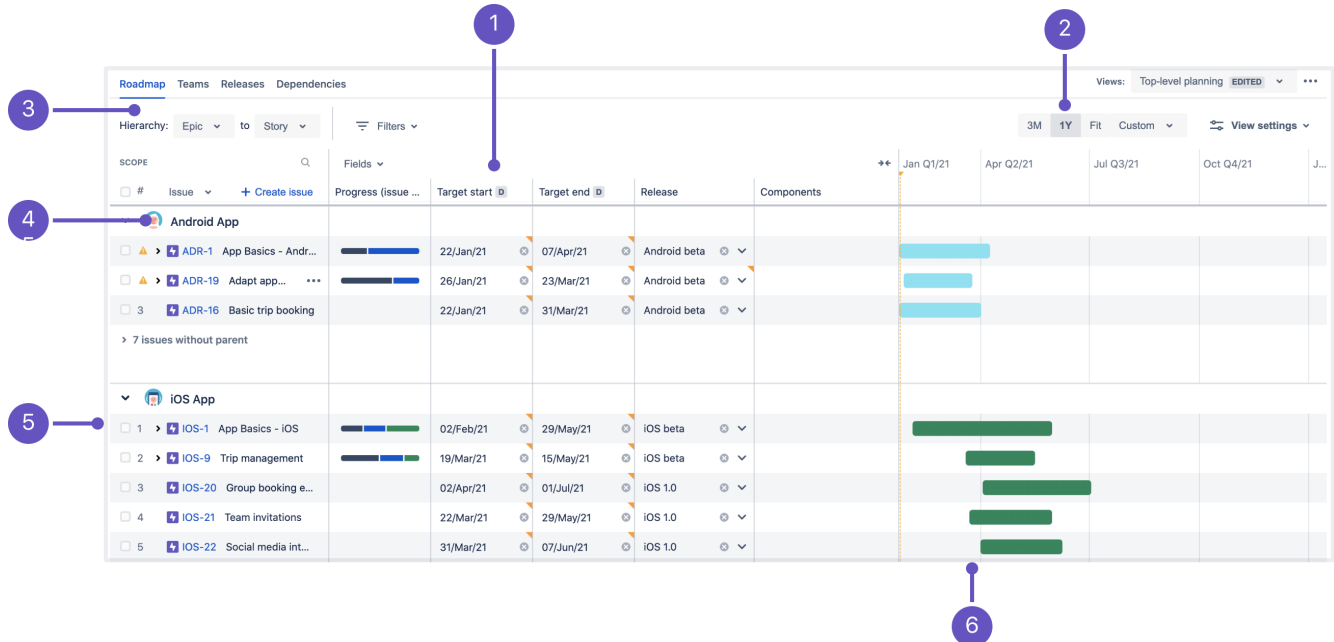 1
2
Roadmap Teams Releases Dependencies Views: Top-level planning EDITED
3
Hierarchy: Epic to Story Filters 3M 1Y Fit Custom View settings
SCOPE Fields Jan Q1/21 Apr Q2/21 Jul Q3/21 Oct Q4/21 J...
# Issue + Create issue Progress (issue ... Target start D Target end D Release Components
4
Android App
ADR-1 App Basics - Andr... 22/Jan/21 07/Apr/21 Android beta
ADR-19 Adapt app... 26/Jan/21 23/Mar/21 Android beta
3 ADR-16 Basic trip booking 22/Jan/21 31/Mar/21 Android beta
7 issues without parent
iOS App
5
1 IOS-1 App Basics - iOS 02/Feb/21 29/May/21 iOS beta
2 IOS-9 Trip management 19/Mar/21 15/May/21 iOS beta
3 IOS-20 Group booking e... 02/Apr/21 01/Jul/21 iOS 1.0
4 IOS-21 Team invitations 22/Mar/21 29/May/21 iOS 1.0
5 IOS-22 Social media int... 31/Mar/21 07/Jun/21 iOS 1.0
6